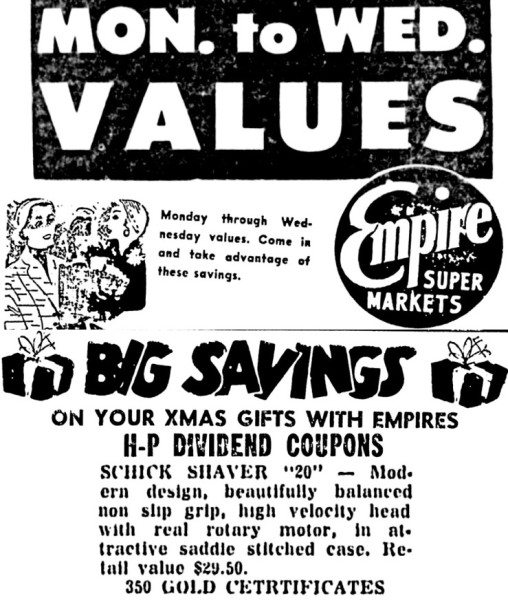 MON. to WED.
VALUES
Monday through Wed-
nesday values. Come in
and take advantage of
these savings.
Empire
SUPER
MARKETS
BIG SAVINGS
ON YOUR XMAS GIFTS WITH EMPIRES
H-P DIVIDEND COUPONS
SCHICK SHAVER "20" — Mod-
ern design, beautifully balanced
non slip grip, high velocity head
with real rotary motor, in at-
tractive saddle stitched case. Re-
tail value $29.50.
350 GOLD CETRTIFICATES